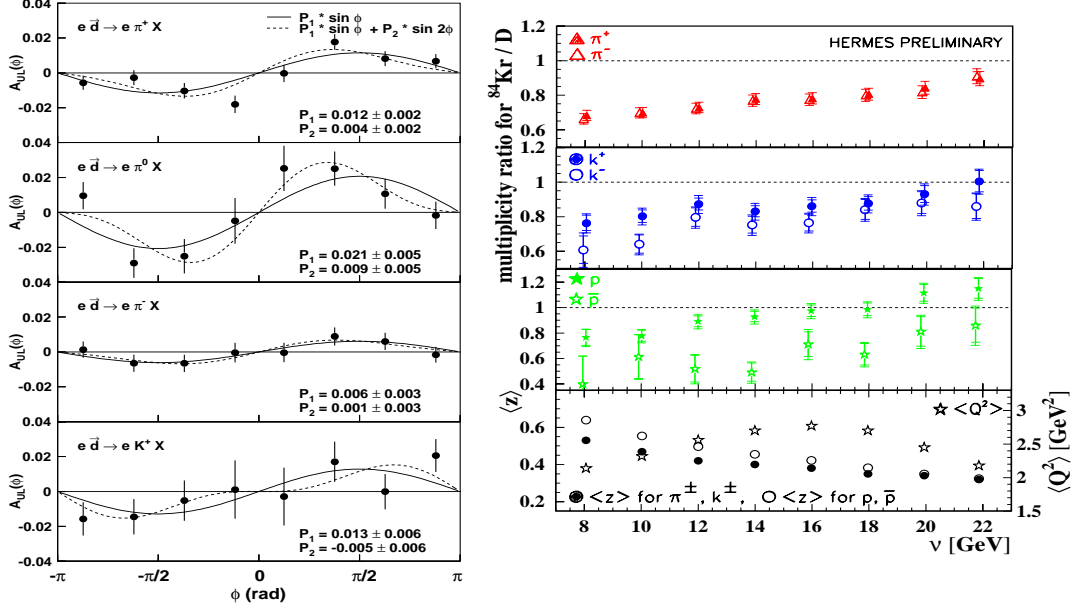 e d⃗ → e π⁺ X
P₁ * sin ϕ
P₁ * sin ϕ + P₂ * sin 2ϕ
A_UL(ϕ)
0.04
0.02
0
-0.02
P₁ = 0.012 ± 0.002
P₂ = 0.004 ± 0.002
0.04
e d⃗ → e π⁰ X
A_UL(ϕ)
0.02
0
-0.02
P₁ = 0.021 ± 0.005
P₂ = 0.009 ± 0.005
0.04
e d⃗ → e π⁻ X
A_UL(ϕ)
0.02
0
-0.02
P₁ = 0.006 ± 0.003
P₂ = 0.001 ± 0.003
0.04
e d⃗ → e K⁺ X
A_UL(ϕ)
0.02
0
-0.02
P₁ = 0.013 ± 0.006
P₂ = -0.005 ± 0.006
-0.04
-π -π/2 0 π/2 π
ϕ (rad)
multiplicity ratio for ⁸⁴Kr / D
π⁺
π⁻
HERMES PRELIMINARY
1
0.8
0.6
1.2
k⁺
k⁻
1
0.8
0.6
1.2
p
p̅
1
0.8
0.6
0.4
⟨z⟩
0.6
0.4
0.2
<Q²>
<z> for π±, k±, <z> for p, p̅
3
2.5
2
1.5
⟨Q²⟩ [GeV²]
8 10 12 14 16 18 20 22
ν [GeV]